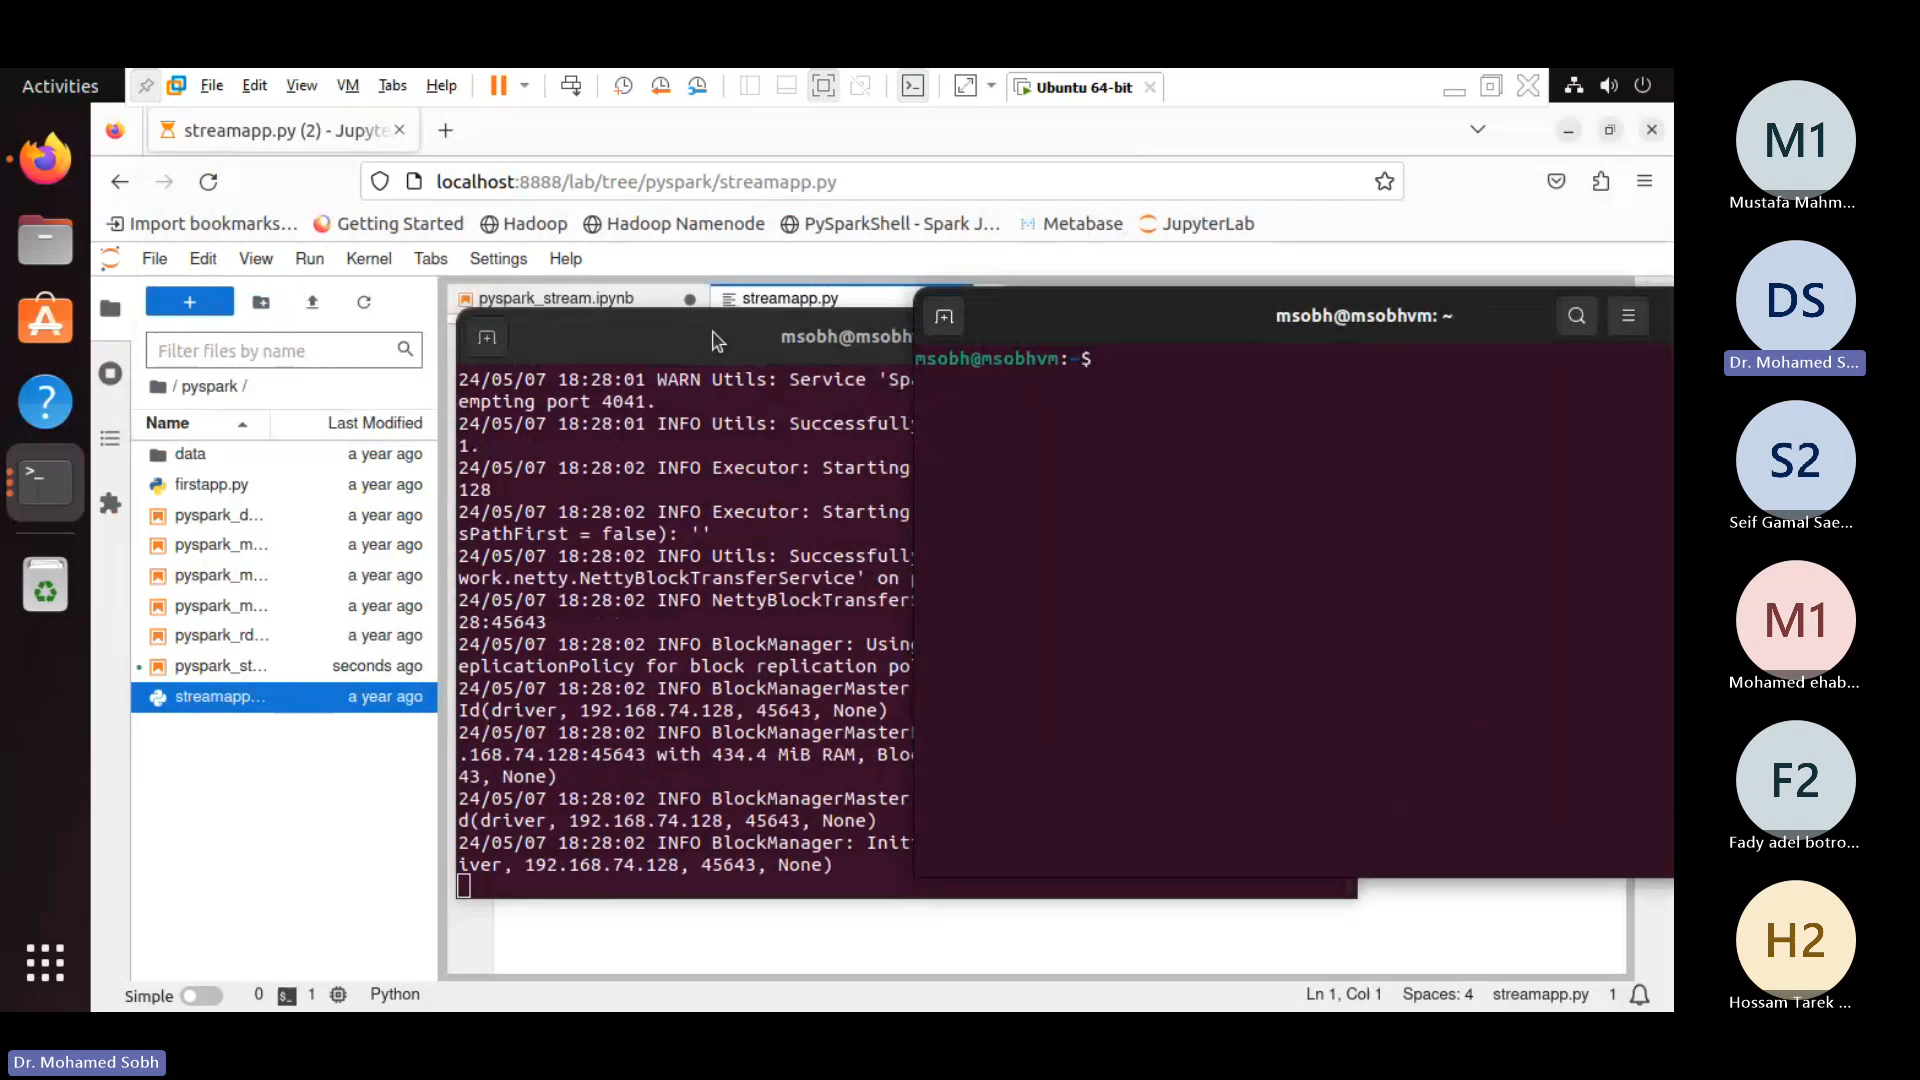 Activities
File Edit View VM Tabs Help
Ubuntu 64-bit
streamapp.py (2) - Jupyte
localhost:8888/lab/tree/pyspark/streamapp.py
Import bookmarks...
Getting Started
Hadoop
Hadoop Namenode
PySparkShell - Spark J...
Metabase
JupyterLab
File Edit View Run Kernel Tabs Settings Help
pyspark_stream.ipynb
streamapp.py
Filter files by name
/ pyspark /
Name Last Modified
data a year ago
firstapp.py a year ago
pyspark_d... a year ago
pyspark_m... a year ago
pyspark_m... a year ago
pyspark_m... a year ago
pyspark_rd... a year ago
pyspark_st... seconds ago
streamapp... a year ago
msobh@msobh
24/05/07 18:28:01 WARN Utils: Service 'Sp
empting port 4041.
24/05/07 18:28:01 INFO Utils: Successfull
1.
24/05/07 18:28:02 INFO Executor: Starting
128
24/05/07 18:28:02 INFO Executor: Starting
sPathFirst = false): ''
24/05/07 18:28:02 INFO Utils: Successfull
work.netty.NettyBlockTransferService' on
24/05/07 18:28:02 INFO NettyBlockTransfer
28:45643
24/05/07 18:28:02 INFO BlockManager: Usin
eplicationPolicy for block replication po
24/05/07 18:28:02 INFO BlockManagerMaster
Id(driver, 192.168.74.128, 45643, None)
24/05/07 18:28:02 INFO BlockManagerMaster
.168.74.128:45643 with 434.4 MiB RAM, Blo
43, None)
24/05/07 18:28:02 INFO BlockManagerMaster
d(driver, 192.168.74.128, 45643, None)
24/05/07 18:28:02 INFO BlockManager: Init
iver, 192.168.74.128, 45643, None)
msobh@msobhvm: ~
msobh@msobhvm:~$
Simple 0 1 Python
Ln 1, Col 1 Spaces: 4 streamapp.py 1
M1
Mustafa Mahm...
DS
Dr. Mohamed S...
S2
Seif Gamal Sae...
M1
Mohamed ehab...
F2
Fady adel botro...
H2
Hossam Tarek ...
Dr. Mohamed Sobh